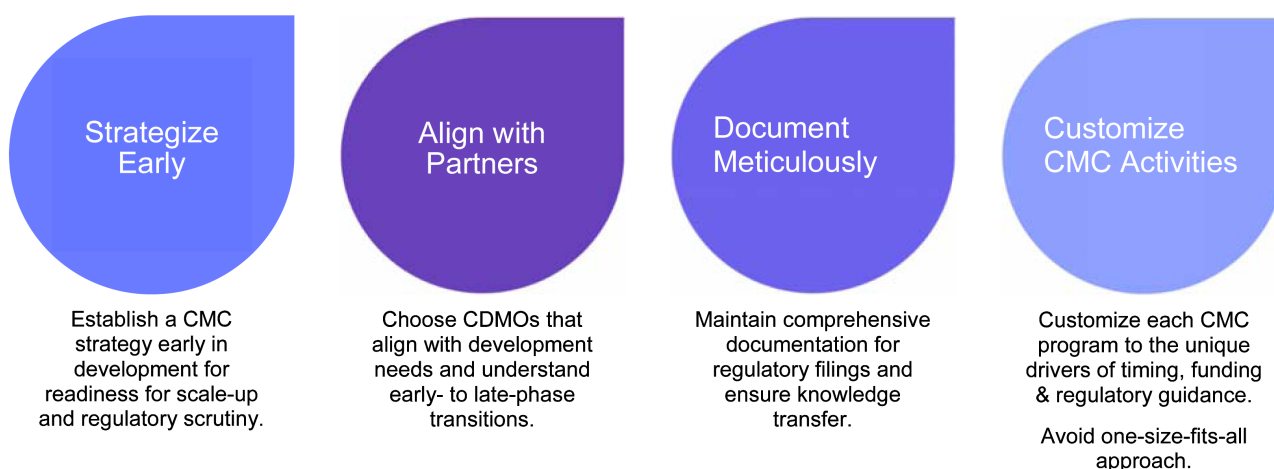 Strategize
Early
Establish a CMC
strategy early in
development for
readiness for scale-up
and regulatory scrutiny.
Align with
Partners
Choose CDMOs that
align with development
needs and understand
early- to late-phase
transitions.
Document
Meticulously
Maintain comprehensive
documentation for
regulatory filings and
ensure knowledge
transfer.
Customize
CMC Activities
Customize each CMC
program to the unique
drivers of timing, funding
& regulatory guidance.
Avoid one-size-fits-all
approach.